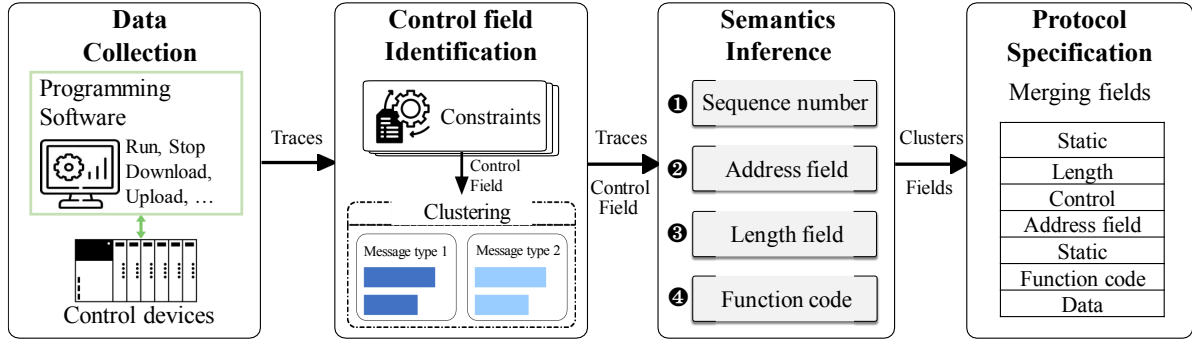 Data
Collection
Programming
Software
Run, Stop
Download,
Upload, …
Control devices
Traces
Control field
Identification
Constraints
Control
Field
Clustering
Message type 1
Message type 2
Traces
Control
Field
Semantics
Inference
❶ Sequence number
❷ Address field
❸ Length field
❹ Function code
Clusters
Fields
Protocol
Specification
Merging fields
Static
Length
Control
Address field
Static
Function code
Data